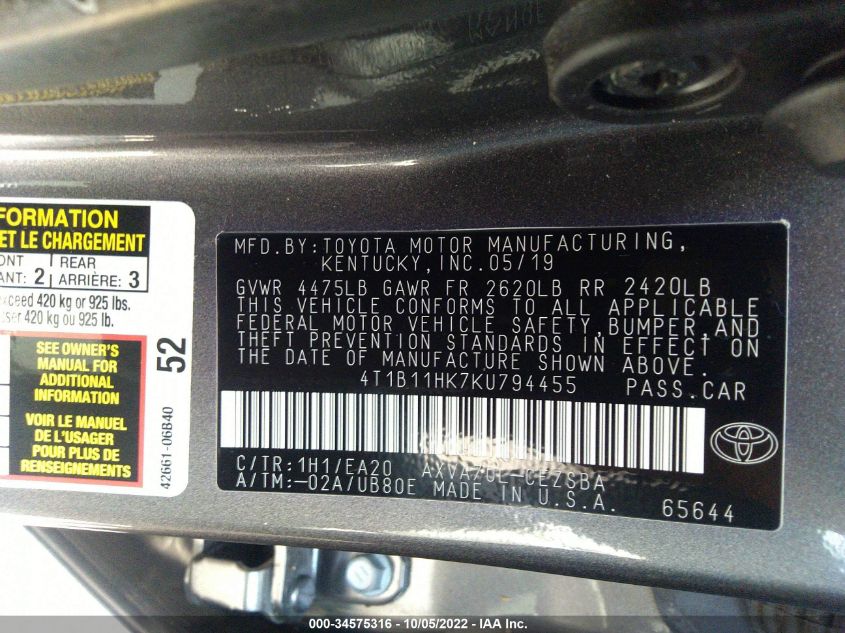 FORMATION
ET LE CHARGEMENT
ONT 2 REAR
ANT: ARRIÈRE: 3
xceed 420 kg or 925 lbs.
ser 420 kg ou 925 lb.
SEE OWNER'S
MANUAL FOR
ADDITIONAL
INFORMATION
VOIR LE MANUEL
DE L'USAGER
POUR PLUS DE
RENSEIGNEMENTS
52
42661-06B40
MFD.BY:TOYOTA MOTOR MANUFACTURING,
KENTUCKY,INC.05/19
GVWR 4475LB GAWR FR 2620LB RR 2420LB
THIS VEHICLE CONFORMS TO ALL APPLICABLE
FEDERAL MOTOR VEHICLE SAFETY,BUMPER,AND
THEFT PREVENTION STANDARDS IN EFFECT ON
THE DATE OF MANUFACTURE SHOWN ABOVE.
4T1B11HK7KU794455 PASS.CAR
C/TR:1H1/EA20 AXVA70L-CEZSBA
A/TM:-02A/UB80E MADE IN U.S.A.
65644
000-34575316 - 10/05/2022 - IAA Inc.